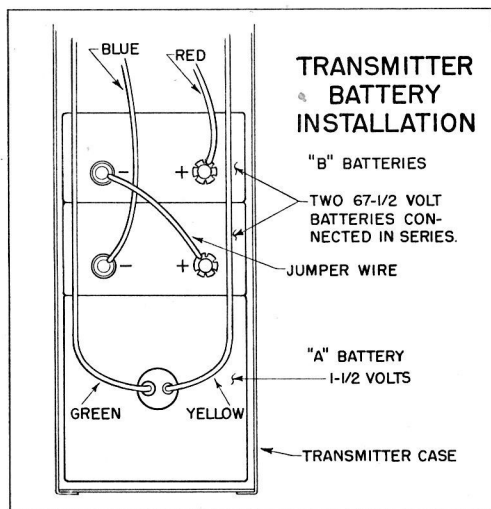 BLUE
RED
TRANSMITTER
BATTERY
INSTALLATION
"B" BATTERIES
- +
TWO 67-1/2 VOLT
BATTERIES CON-
NECTED IN SERIES.
- +
JUMPER WIRE
"A" BATTERY
1-1/2 VOLTS
GREEN
YELLOW
TRANSMITTER CASE